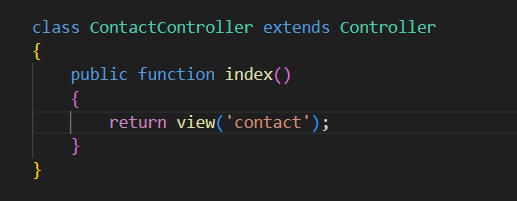 class ContactController extends Controller
{
    public function index()
    {
        return view('contact');
    }
}